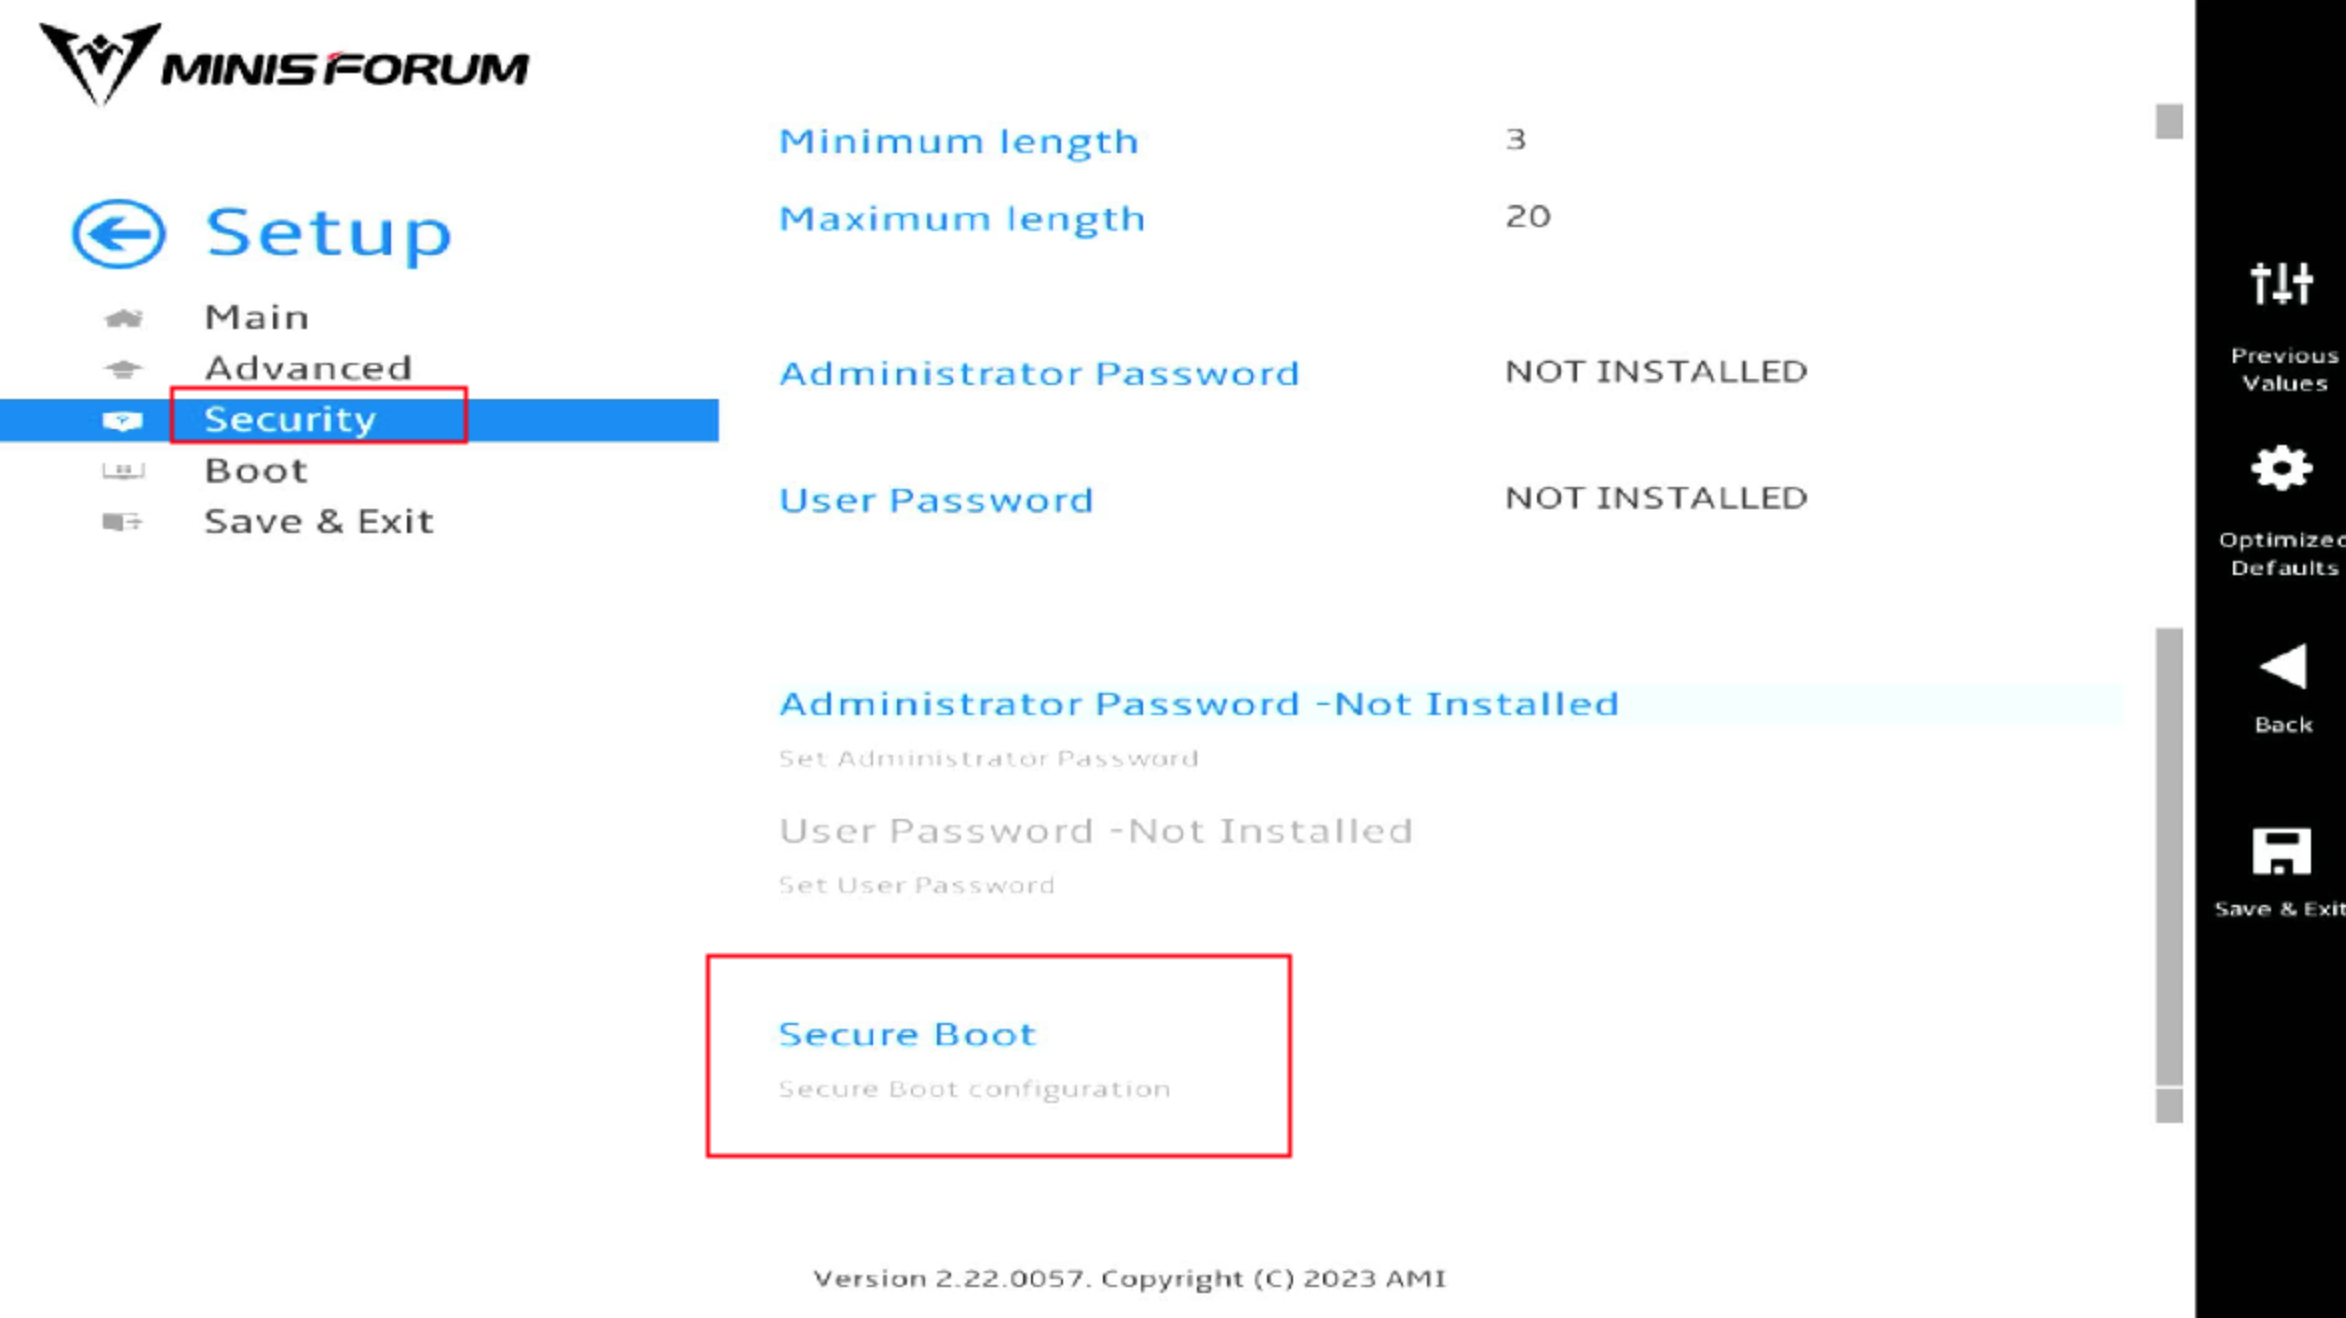 MINISFORUM
Setup
Main
Advanced
Security
Boot
Save & Exit
Minimum length 3
Maximum length 20
Administrator Password NOT INSTALLED
User Password NOT INSTALLED
Administrator Password -Not Installed
Set Administrator Password
User Password -Not Installed
Set User Password
Secure Boot
Secure Boot configuration
Version 2.22.0057. Copyright (C) 2023 AMI
Previous
Values
Optimized
Defaults
Back
Save & Exit